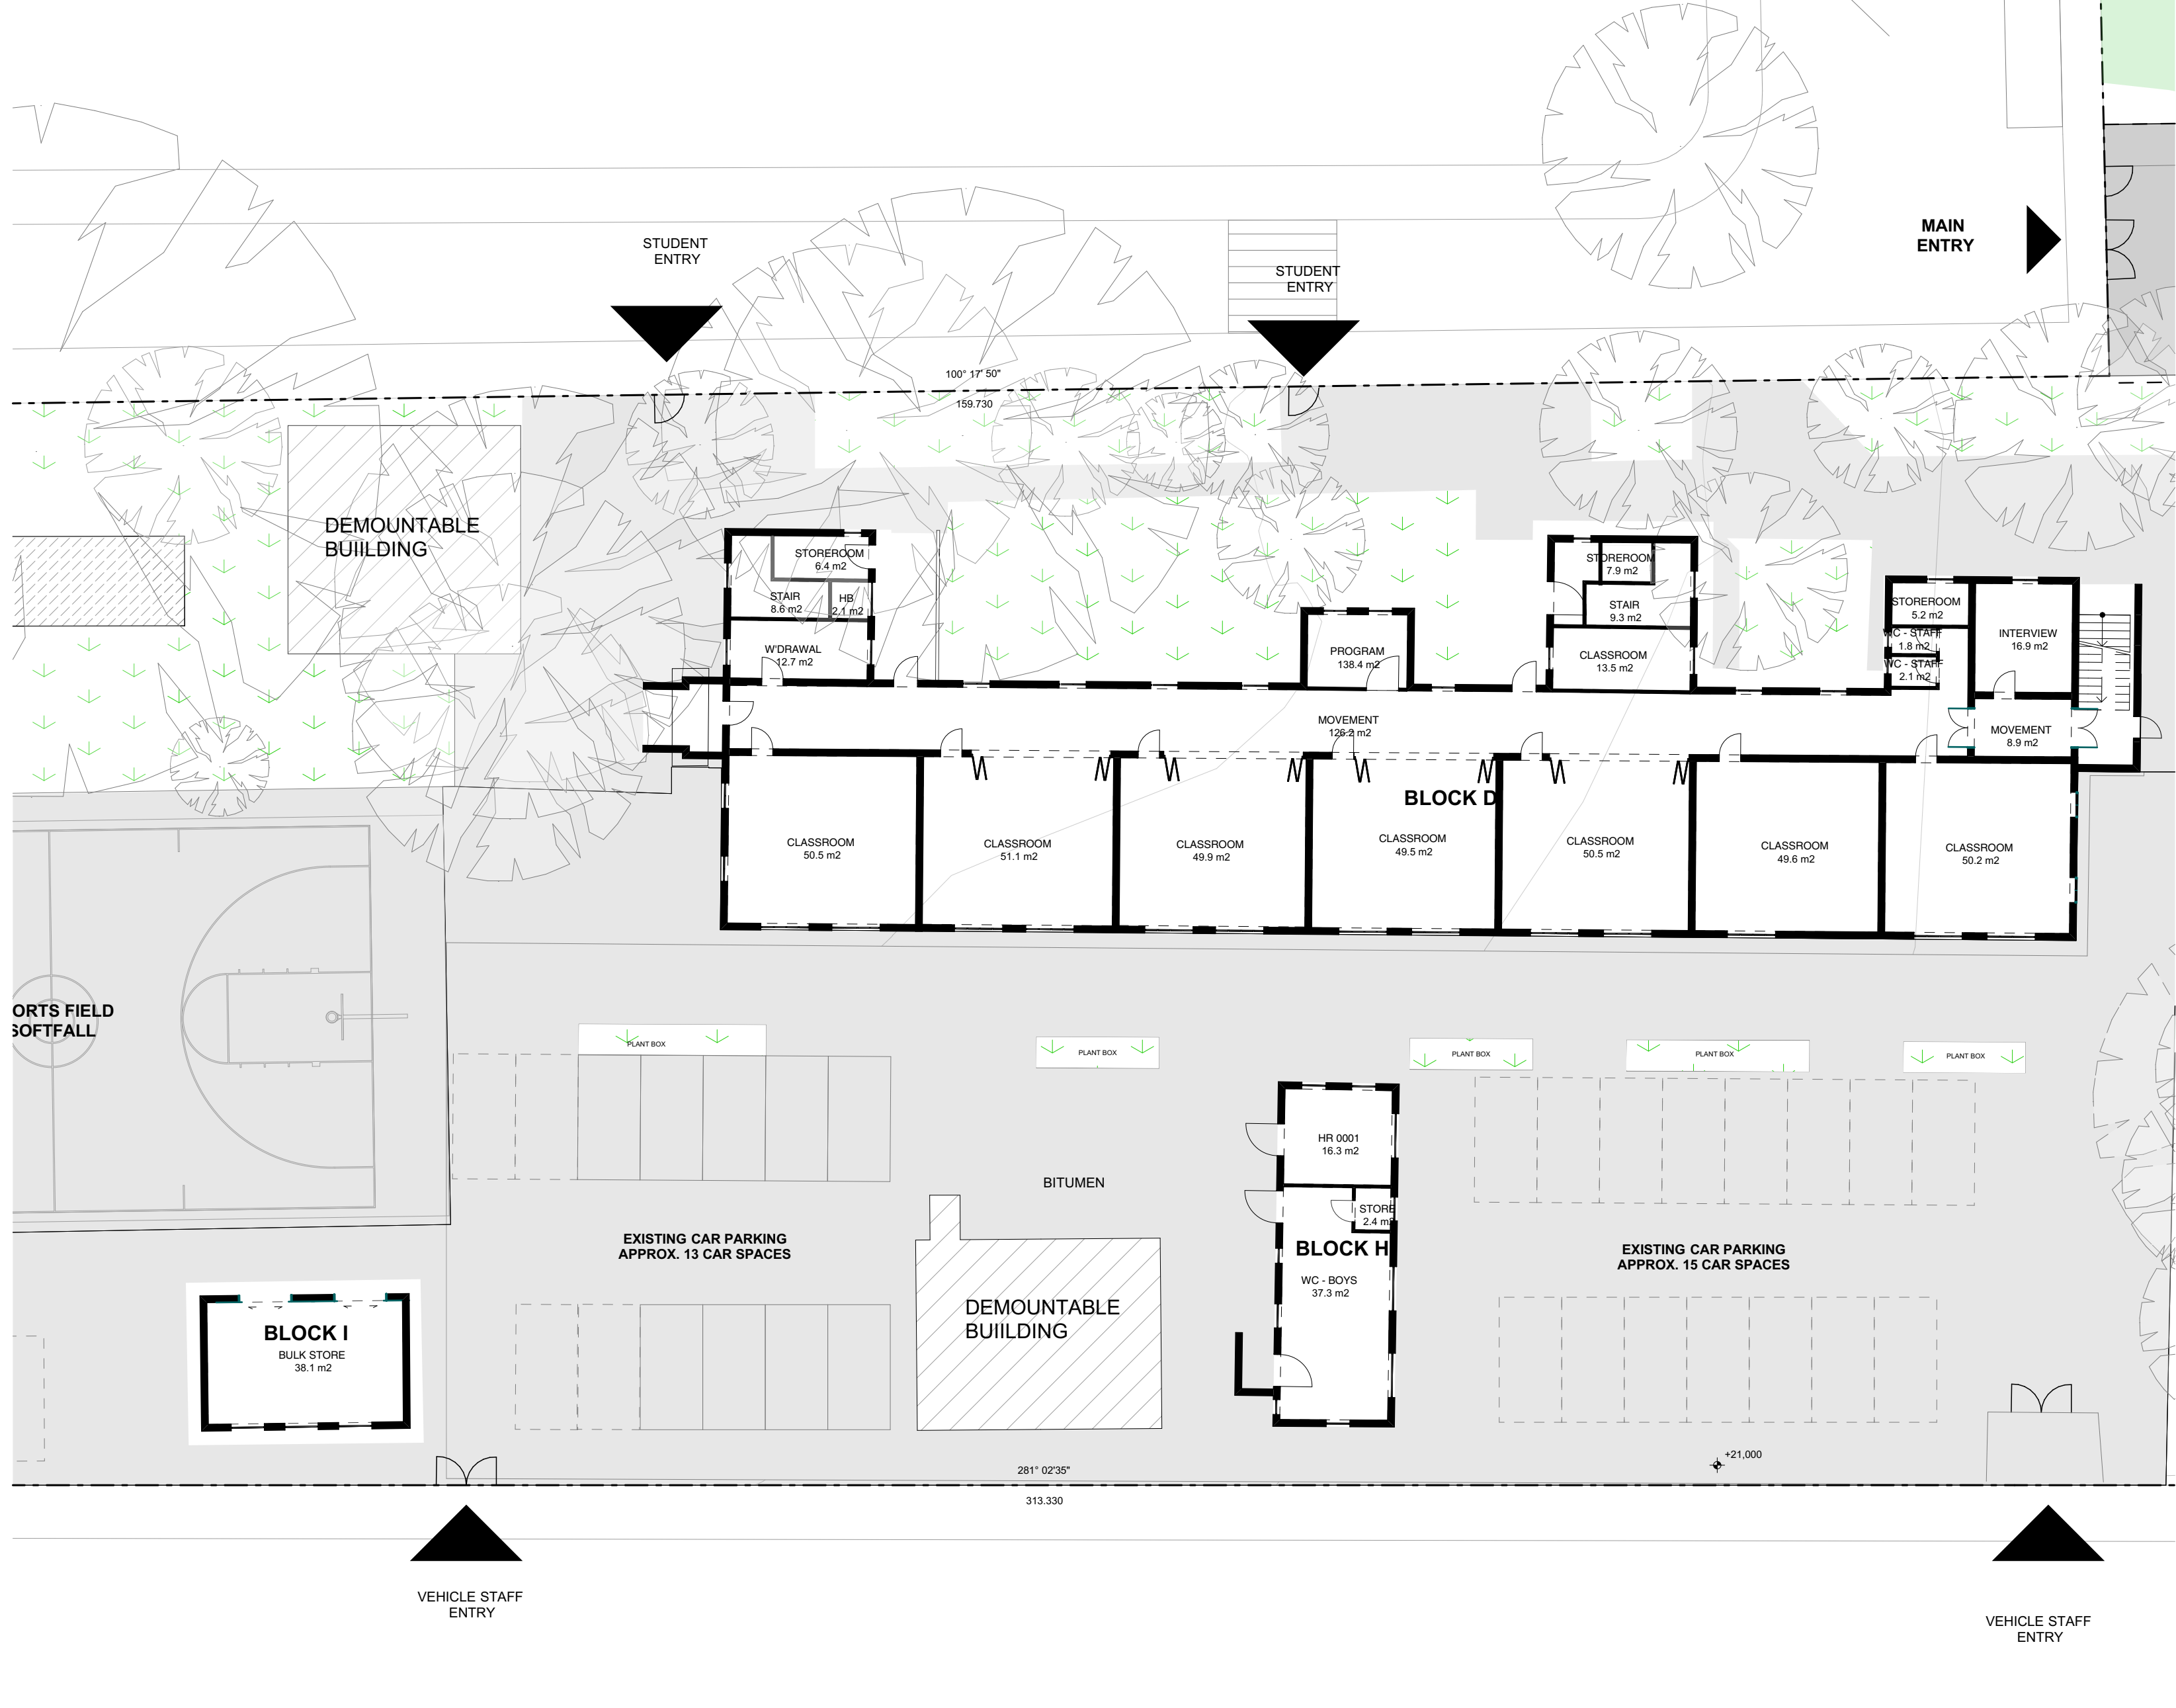 STUDENT
ENTRY
STUDENT
ENTRY
MAIN
ENTRY
100° 17' 50"
159.730
DEMOUNTABLE
BUIILDING
STOREROOM
6.4 m2
STAIR
8.6 m2
HB
2.1 m2
W'DRAWAL
12.7 m2
PROGRAM
138.4 m2
STOREROOM
7.9 m2
STAIR
9.3 m2
CLASSROOM
13.5 m2
STOREROOM
5.2 m2
WC - STAFF
1.8 m2
WC - STAFF
2.1 m2
INTERVIEW
16.9 m2
MOVEMENT
126.2 m2
MOVEMENT
8.9 m2
BLOCK D
CLASSROOM
50.5 m2
CLASSROOM
51.1 m2
CLASSROOM
49.9 m2
CLASSROOM
49.5 m2
CLASSROOM
50.5 m2
CLASSROOM
49.6 m2
CLASSROOM
50.2 m2
ORTS FIELD
SOFTFALL
PLANT BOX
PLANT BOX
PLANT BOX
PLANT BOX
PLANT BOX
HR 0001
16.3 m2
BITUMEN
STORE
2.4 m2
EXISTING CAR PARKING
APPROX. 13 CAR SPACES
BLOCK H
WC - BOYS
37.3 m2
EXISTING CAR PARKING
APPROX. 15 CAR SPACES
DEMOUNTABLE
BUIILDING
BLOCK I
BULK STORE
38.1 m2
+21,000
281° 02'35"
313.330
VEHICLE STAFF
ENTRY
VEHICLE STAFF
ENTRY